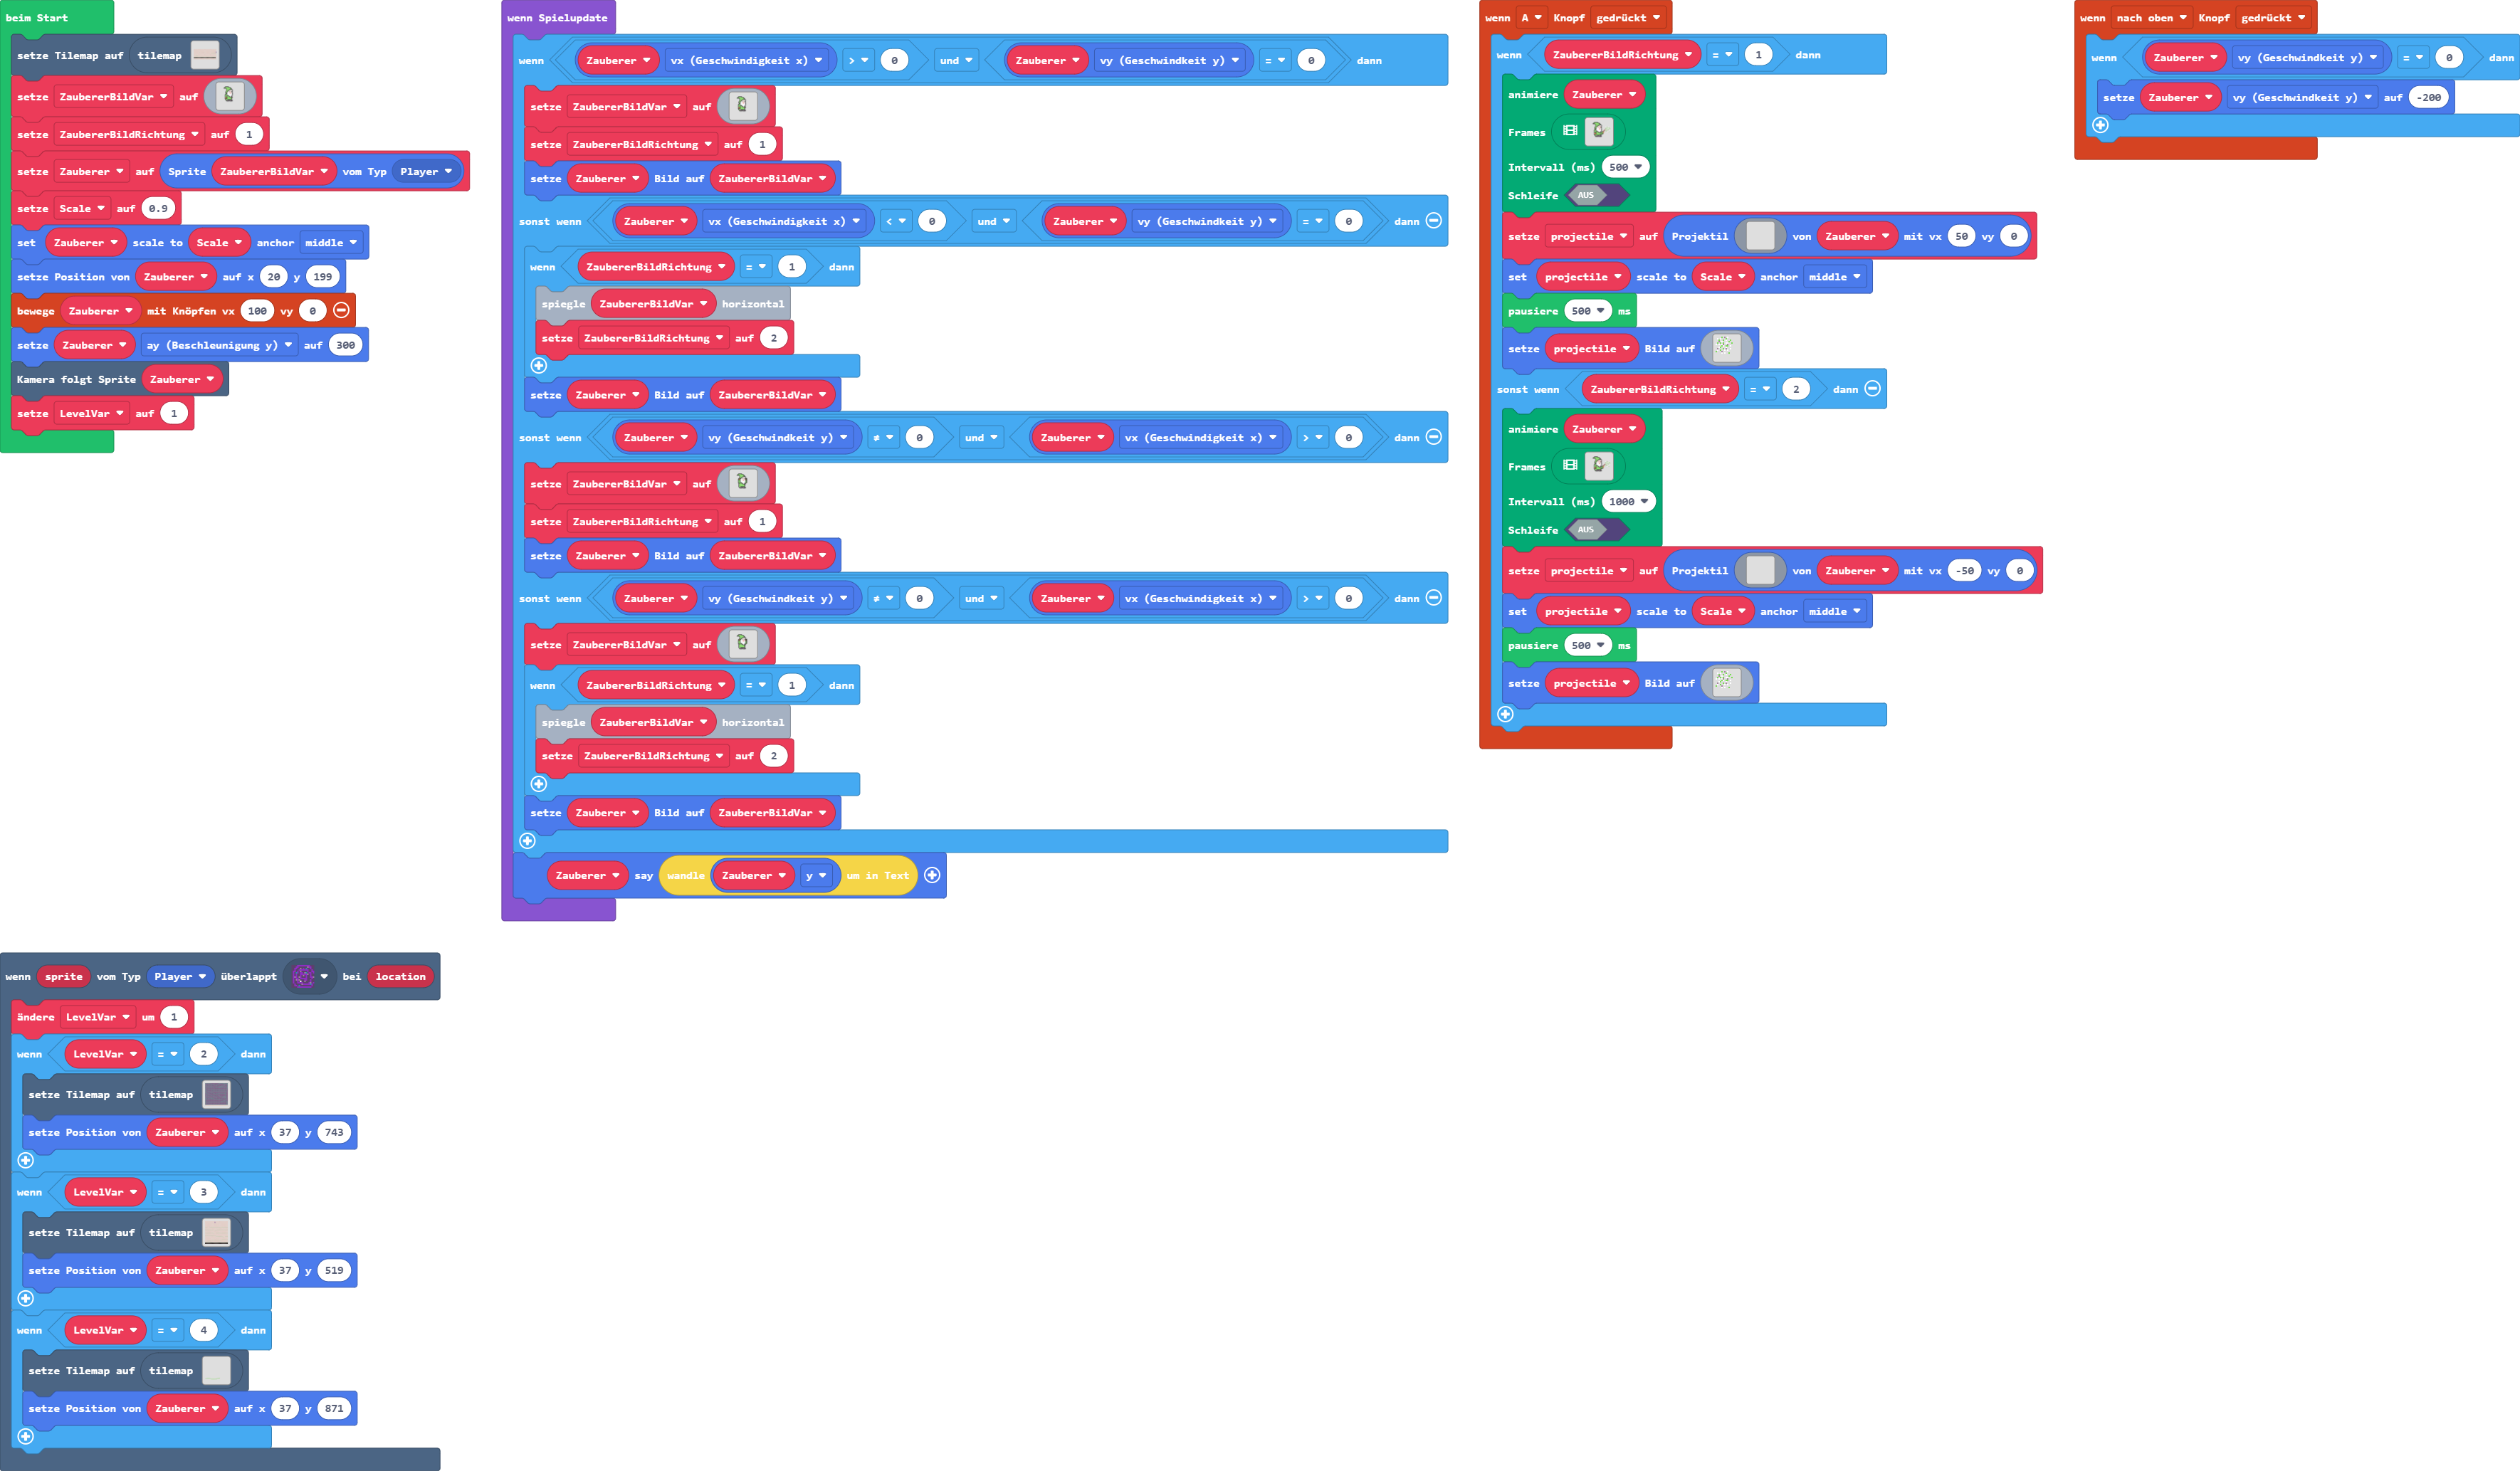 beim Start
setze Tilemap auf tilemap
setze ZaubererBildVar auf
setze ZaubererBildRichtung auf 1
setze Zauberer auf Sprite ZaubererBildVar vom Typ Player
setze Scale auf 0.9
set Zauberer scale to Scale anchor middle
setze Position von Zauberer auf x 20 y 199
bewege Zauberer mit Knöpfen vx 100 vy 0
setze Zauberer ay (Beschleunigung y) auf 300
Kamera folgt Sprite Zauberer
setze LevelVar auf 1
wenn Spielupdate
wenn Zauberer vx (Geschwindigkeit x) > 0 und Zauberer vy (Geschwindkeit y) = 0 dann
setze ZaubererBildVar auf
setze ZaubererBildRichtung auf 1
setze Zauberer Bild auf ZaubererBildVar
sonst wenn Zauberer vx (Geschwindigkeit x) < 0 und Zauberer vy (Geschwindkeit y) = 0 dann
wenn ZaubererBildRichtung = 1 dann
spiegle ZaubererBildVar horizontal
setze ZaubererBildRichtung auf 2
setze Zauberer Bild auf ZaubererBildVar
sonst wenn Zauberer vy (Geschwindkeit y) ≠ 0 und Zauberer vx (Geschwindigkeit x) > 0 dann
setze ZaubererBildVar auf
setze ZaubererBildRichtung auf 1
setze Zauberer Bild auf ZaubererBildVar
sonst wenn Zauberer vy (Geschwindkeit y) ≠ 0 und Zauberer vx (Geschwindigkeit x) > 0 dann
setze ZaubererBildVar auf
wenn ZaubererBildRichtung = 1 dann
spiegle ZaubererBildVar horizontal
setze ZaubererBildRichtung auf 2
setze Zauberer Bild auf ZaubererBildVar
Zauberer say wandle Zauberer y um in Text
wenn A Knopf gedrückt
wenn ZaubererBildRichtung = 1 dann
animiere Zauberer
Frames
Intervall (ms) 500
Schleife AUS
setze projectile auf Projektil von Zauberer mit vx 50 vy 0
set projectile scale to Scale anchor middle
pausiere 500 ms
setze projectile Bild auf
sonst wenn ZaubererBildRichtung = 2 dann
animiere Zauberer
Frames
Intervall (ms) 1000
Schleife AUS
setze projectile auf Projektil von Zauberer mit vx -50 vy 0
set projectile scale to Scale anchor middle
pausiere 500 ms
setze projectile Bild auf
wenn nach oben Knopf gedrückt
wenn Zauberer vy (Geschwindkeit y) = 0 dann
setze Zauberer vy (Geschwindkeit y) auf -200
wenn sprite vom Typ Player überlappt bei location
ändere LevelVar um 1
wenn LevelVar = 2 dann
setze Tilemap auf tilemap
setze Position von Zauberer auf x 37 y 743
wenn LevelVar = 3 dann
setze Tilemap auf tilemap
setze Position von Zauberer auf x 37 y 519
wenn LevelVar = 4 dann
setze Tilemap auf tilemap
setze Position von Zauberer auf x 37 y 871